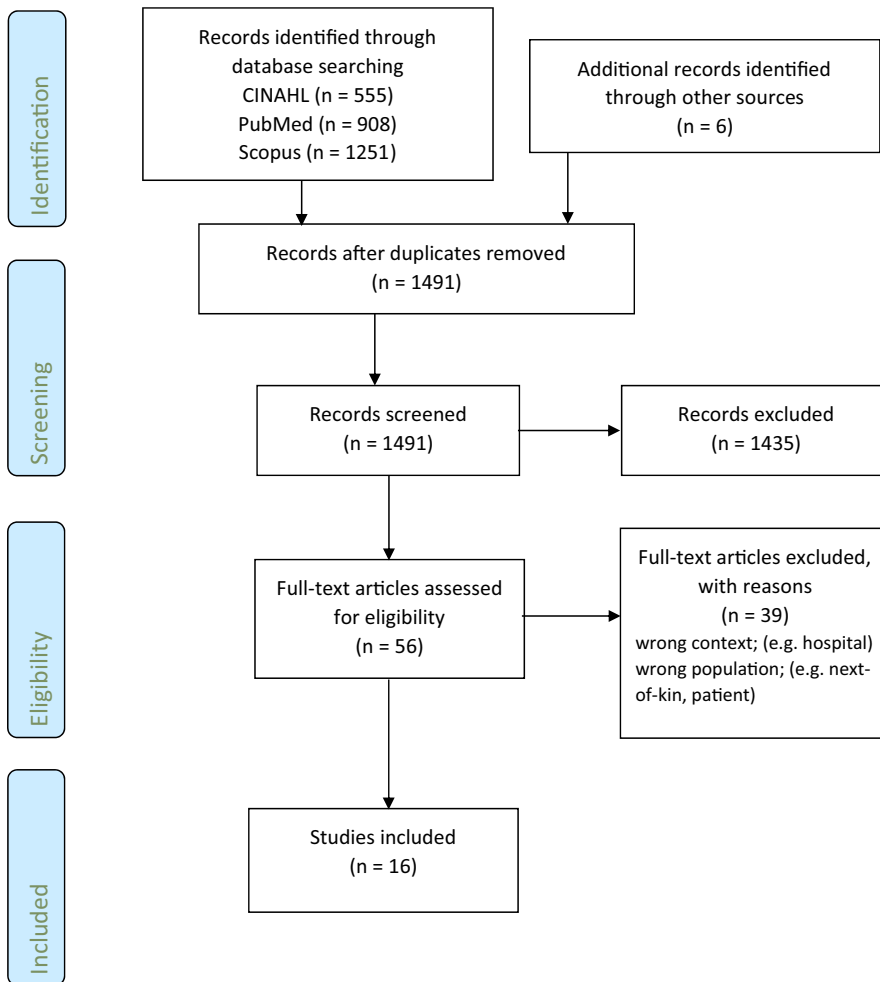 Identification
Records identified through
database searching
CINAHL (n = 555)
PubMed (n = 908)
Scopus (n = 1251)
Additional records identified
through other sources
(n = 6)
Records after duplicates removed
(n = 1491)
Screening
Records screened
(n = 1491)
Records excluded
(n = 1435)
Eligibility
Full-text articles assessed
for eligibility
(n = 56)
Full-text articles excluded,
with reasons
(n = 39)
wrong context; (e.g. hospital)
wrong population; (e.g. next-
of-kin, patient)
Included
Studies included
(n = 16)